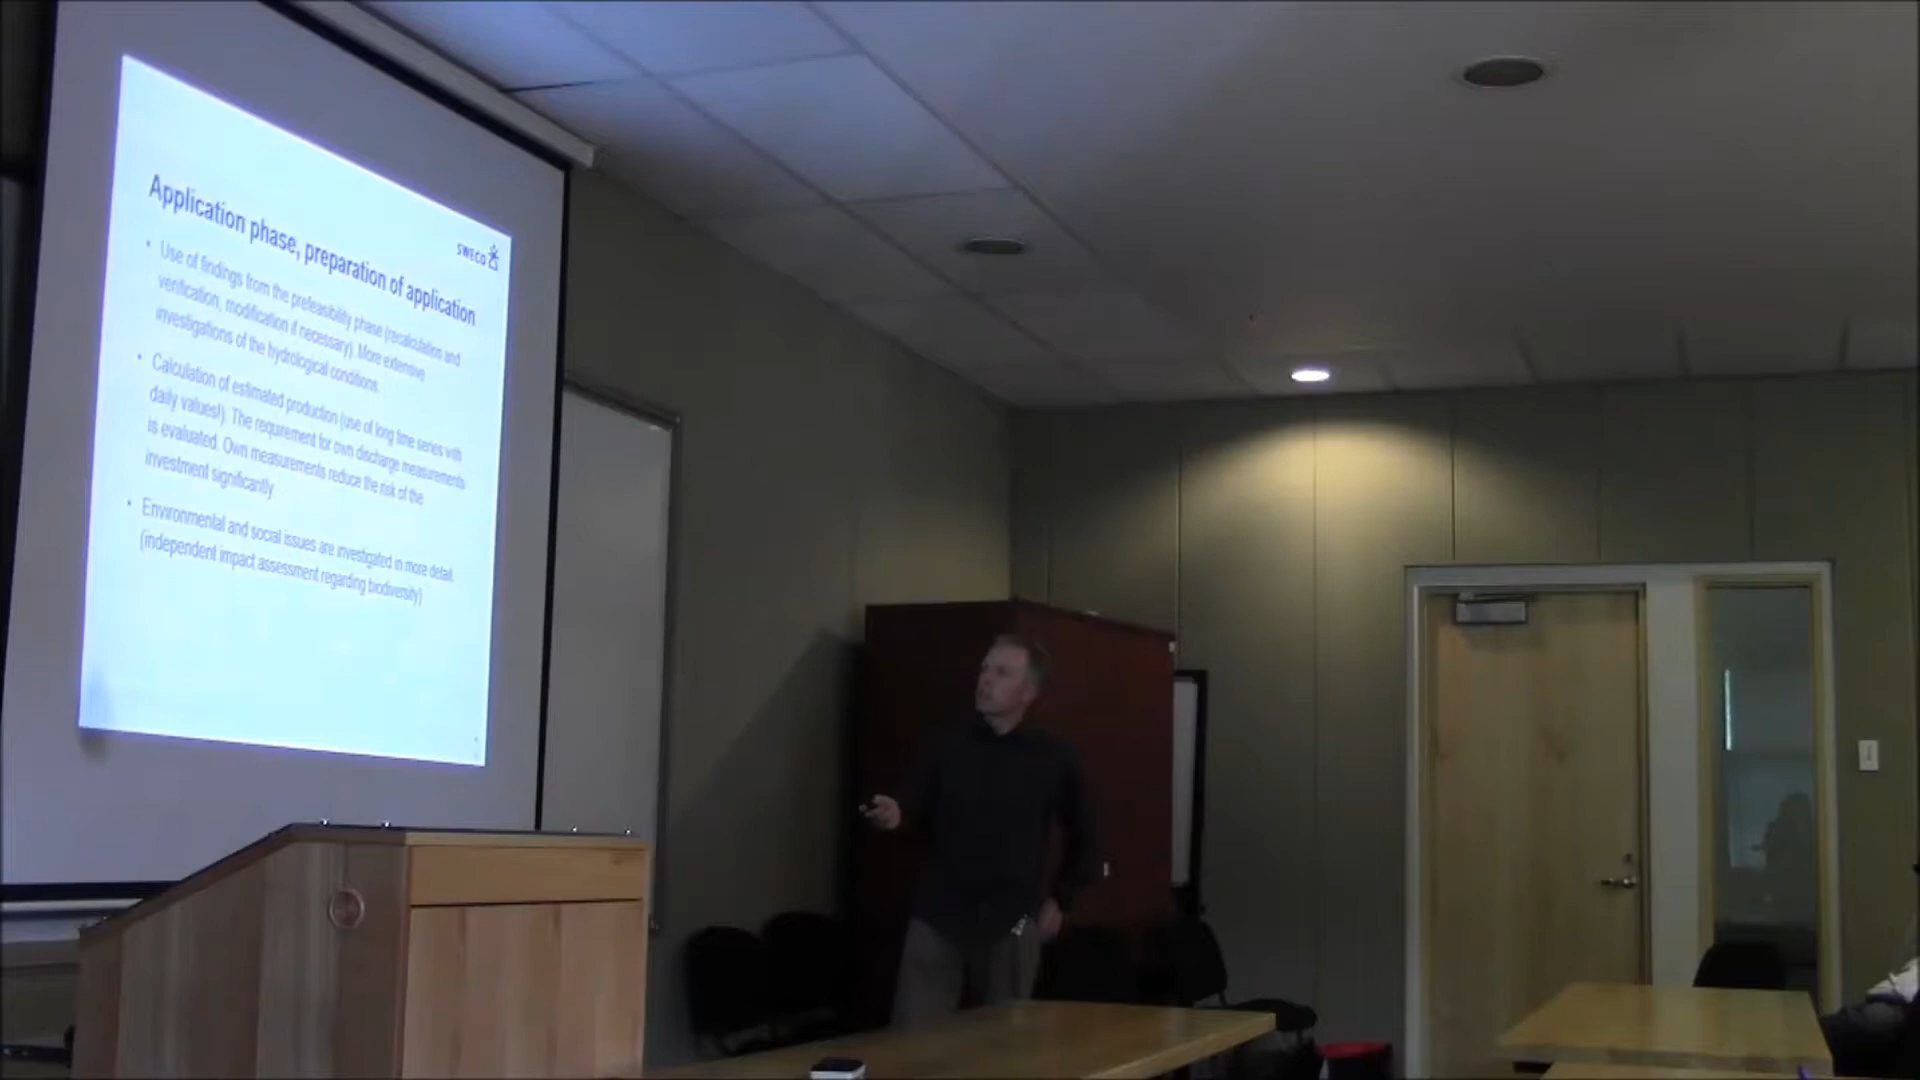 SWECO
Application phase, preparation of application
• Use of findings from the prefeasibility phase (recalculation and
verification, modification if necessary). More extensive
investigations of the hydrological conditions.
• Calculation of estimated production (use of long time series with
daily values!). The requirement for own discharge measurements
is evaluated. Own measurements reduce the risk of the
investment significantly
• Environmental and social issues are investigated in more detail.
(independent impact assessment regarding biodiversity)